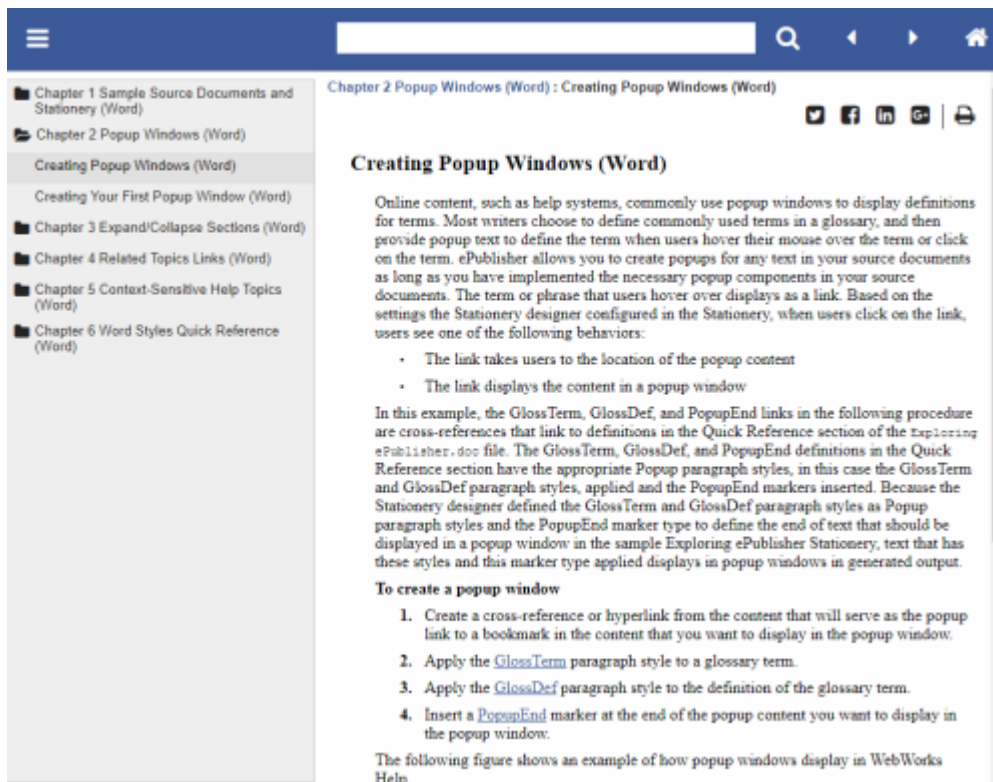 Chapter 1 Sample Source Documents and
Stationery (Word)
Chapter 2 Popup Windows (Word)
Creating Popup Windows (Word)
Creating Your First Popup Window (Word)
Chapter 3 Expand/Collapse Sections (Word)
Chapter 4 Related Topics Links (Word)
Chapter 5 Context-Sensitive Help Topics
(Word)
Chapter 6 Word Styles Quick Reference
(Word)
Chapter 2 Popup Windows (Word) : Creating Popup Windows (Word)
Creating Popup Windows (Word)
Online content, such as help systems, commonly use popup windows to display definitions
for terms. Most writers choose to define commonly used terms in a glossary, and then
provide popup text to define the term when users hover their mouse over the term or click
on the term. ePublisher allows you to create popups for any text in your source documents
as long as you have implemented the necessary popup components in your source
documents. The term or phrase that users hover over displays as a link. Based on the
settings the Stationery designer configured in the Stationery, when users click on the link,
users see one of the following behaviors:
· The link takes users to the location of the popup content
· The link displays the content in a popup window
In this example, the GlossTerm, GlossDef, and PopupEnd links in the following procedure
are cross-references that link to definitions in the Quick Reference section of the Exploring
ePublisher.doc file. The GlossTerm, GlossDef, and PopupEnd definitions in the Quick
Reference section have the appropriate Popup paragraph styles, in this case the GlossTerm
and GlossDef paragraph styles, applied and the PopupEnd markers inserted. Because the
Stationery designer defined the GlossTerm and GlossDef paragraph styles as Popup
paragraph styles and the PopupEnd marker type to define the end of text that should be
displayed in a popup window in the sample Exploring ePublisher Stationery, text that has
these styles and this marker type applied displays in popup windows in generated output.
To create a popup window
1. Create a cross-reference or hyperlink from the content that will serve as the popup
link to a bookmark in the content that you want to display in the popup window.
2. Apply the GlossTerm paragraph style to a glossary term.
3. Apply the GlossDef paragraph style to the definition of the glossary term.
4. Insert a PopupEnd marker at the end of the popup content you want to display in
the popup window.
The following figure shows an example of how popup windows display in WebWorks
Help